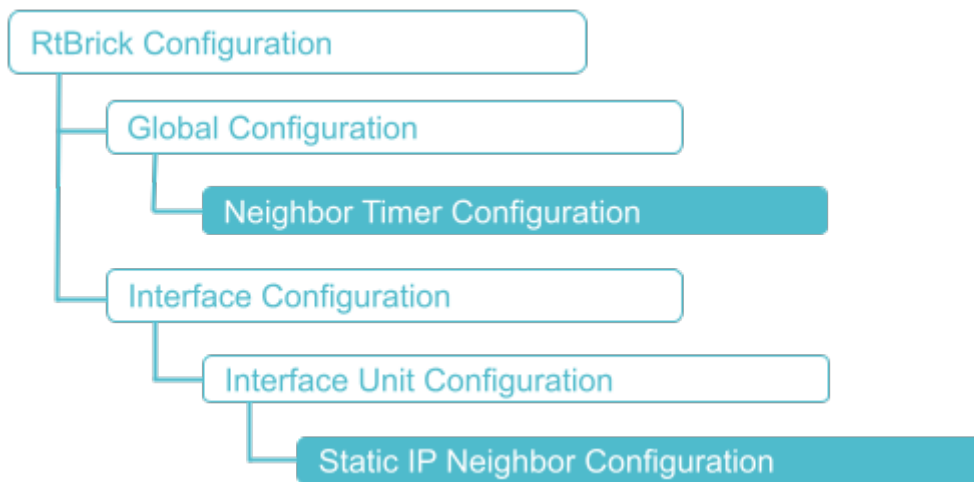 RtBrick Configuration
Global Configuration
Neighbor Timer Configuration
Interface Configuration
Interface Unit Configuration
Static IP Neighbor Configuration